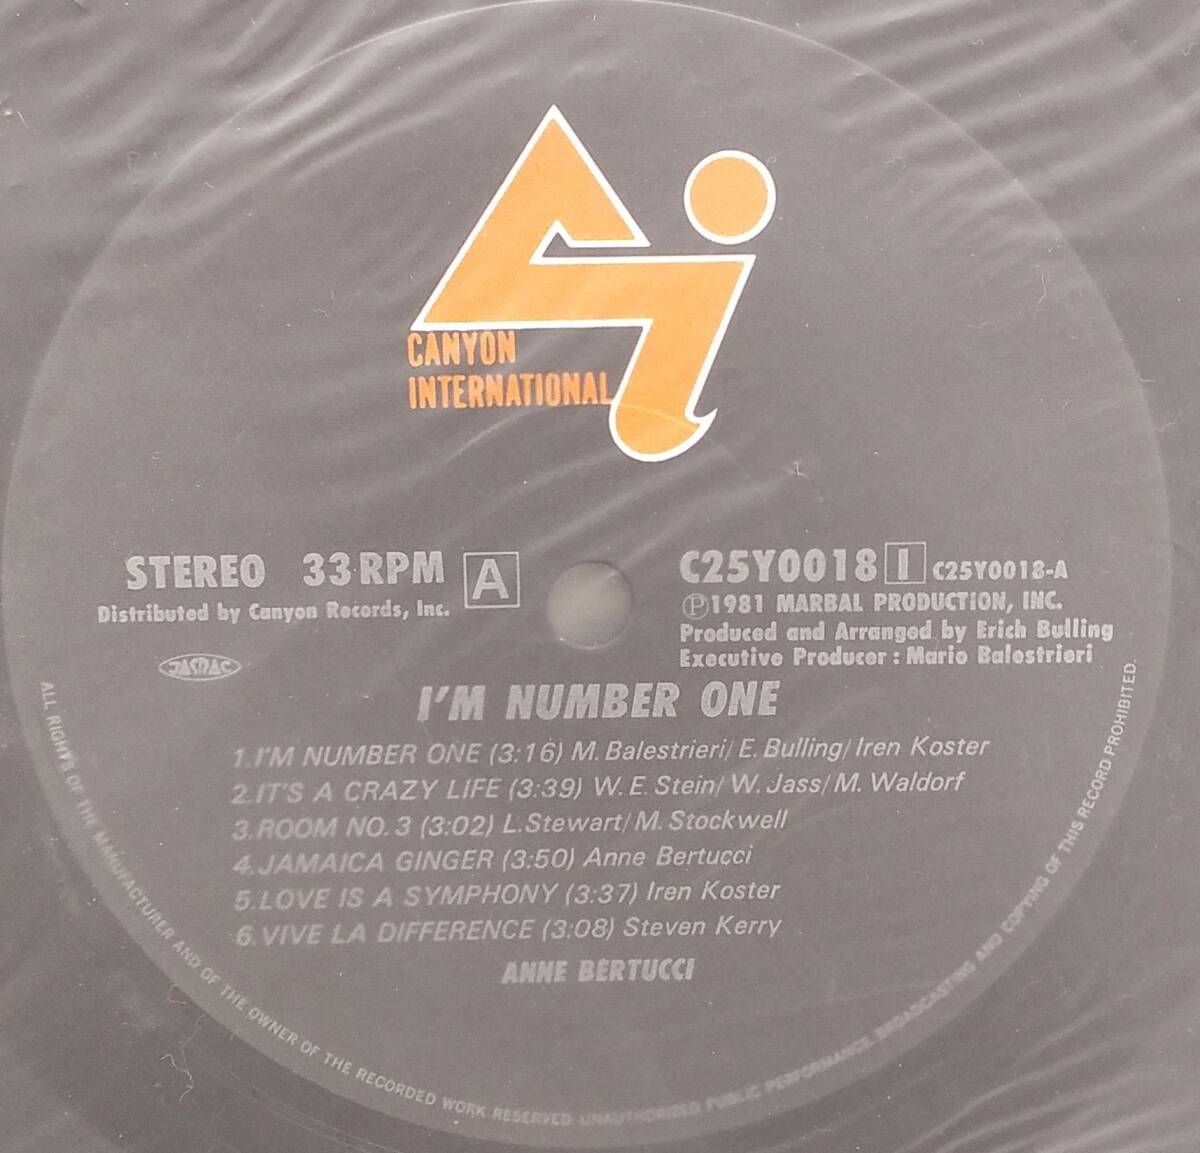 CANYON
INTERNATIONAL
STEREO 33 RPM A
Distributed by Canyon Records, Inc.
JASRAC
C25Y0018 I C25Y0018-A
Ⓟ1981 MARBAL PRODUCTION, INC.
Produced and Arranged by Erich Bulling
Executive Producer : Mario Balestrieri
I'M NUMBER ONE
1. I'M NUMBER ONE (3:16) M. Balestrieri/ E. Bulling/ Iren Koster
2. IT'S A CRAZY LIFE (3:39) W. E. Stein/ W. Jass/ M. Waldorf
3. ROOM NO. 3 (3:02) L. Stewart/ M. Stockwell
4. JAMAICA GINGER (3:50) Anne Bertucci
5. LOVE IS A SYMPHONY (3:37) Iren Koster
6. VIVE LA DIFFERENCE (3:08) Steven Kerry
ANNE BERTUCCI
ALL RIGHTS OF THE MANUFACTURER AND OF THE OWNER OF THE RECORDED WORK RESERVED. UNAUTHORIZED PUBLIC PERFORMANCE, BROADCASTING AND COPYING OF THIS RECORD PROHIBITED.